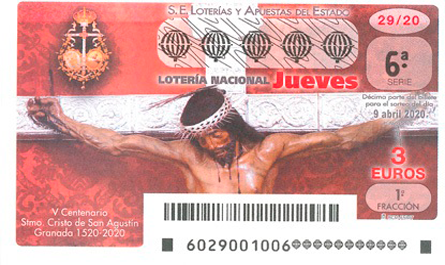 S.E. LOTERÍAS Y APUESTAS DEL ESTADO
29/20
6ª
SERIE
LOTERÍA NACIONAL Jueves
Décima parte del billete
para el sorteo del día
9 abril 2020
3
EUROS
1ª
FRACCIÓN
V Centenario
Stmo. Cristo de San Agustín
Granada 1520-2020
6029001006